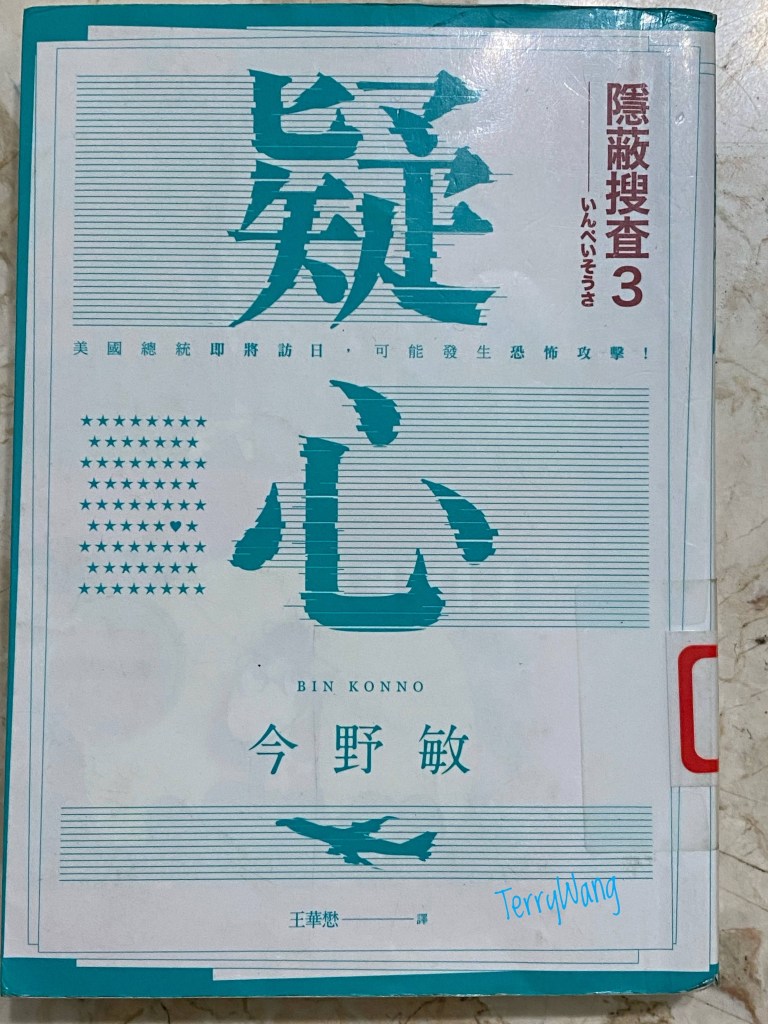 隱蔽搜查3
いんぺいそうさ
疑
美國總統即將訪日，可能發生恐怖攻擊！
心
BIN KONNO
今野敏
王華懋——譯
TerryWang